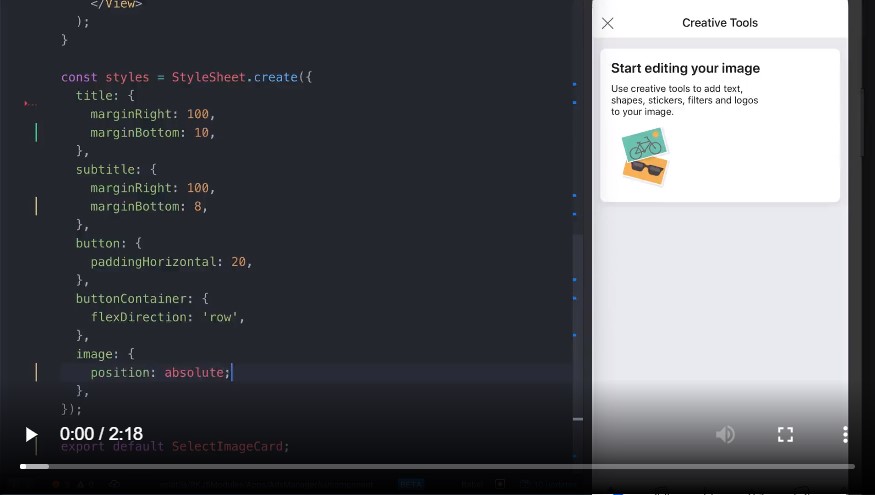 </View>
);
}
const styles = StyleSheet.create({
title: {
marginRight: 100,
marginBottom: 10,
},
subtitle: {
marginRight: 100,
marginBottom: 8,
},
button: {
paddingHorizontal: 20,
},
buttonContainer: {
flexDirection: 'row',
},
image: {
position: absolute;
},
});
export default SelectImageCard;
0:00 / 2:18
BETA
Creative Tools
Start editing your image
Use creative tools to add text,
shapes, stickers, filters and logos
to your image.